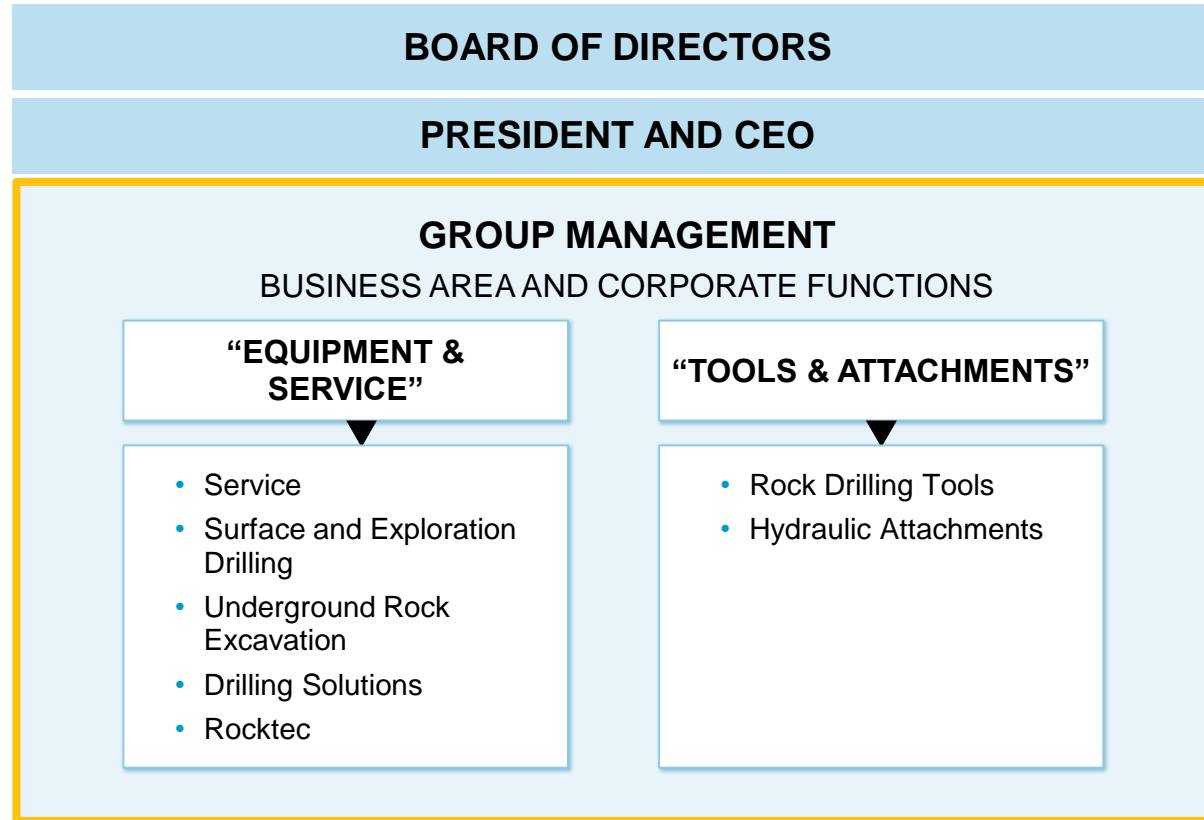 BOARD OF DIRECTORS
PRESIDENT AND CEO
GROUP MANAGEMENT
BUSINESS AREA AND CORPORATE FUNCTIONS
“EQUIPMENT &
SERVICE”
• Service
• Surface and Exploration
Drilling
• Underground Rock
Excavation
• Drilling Solutions
• Rocktec
“TOOLS & ATTACHMENTS”
• Rock Drilling Tools
• Hydraulic Attachments